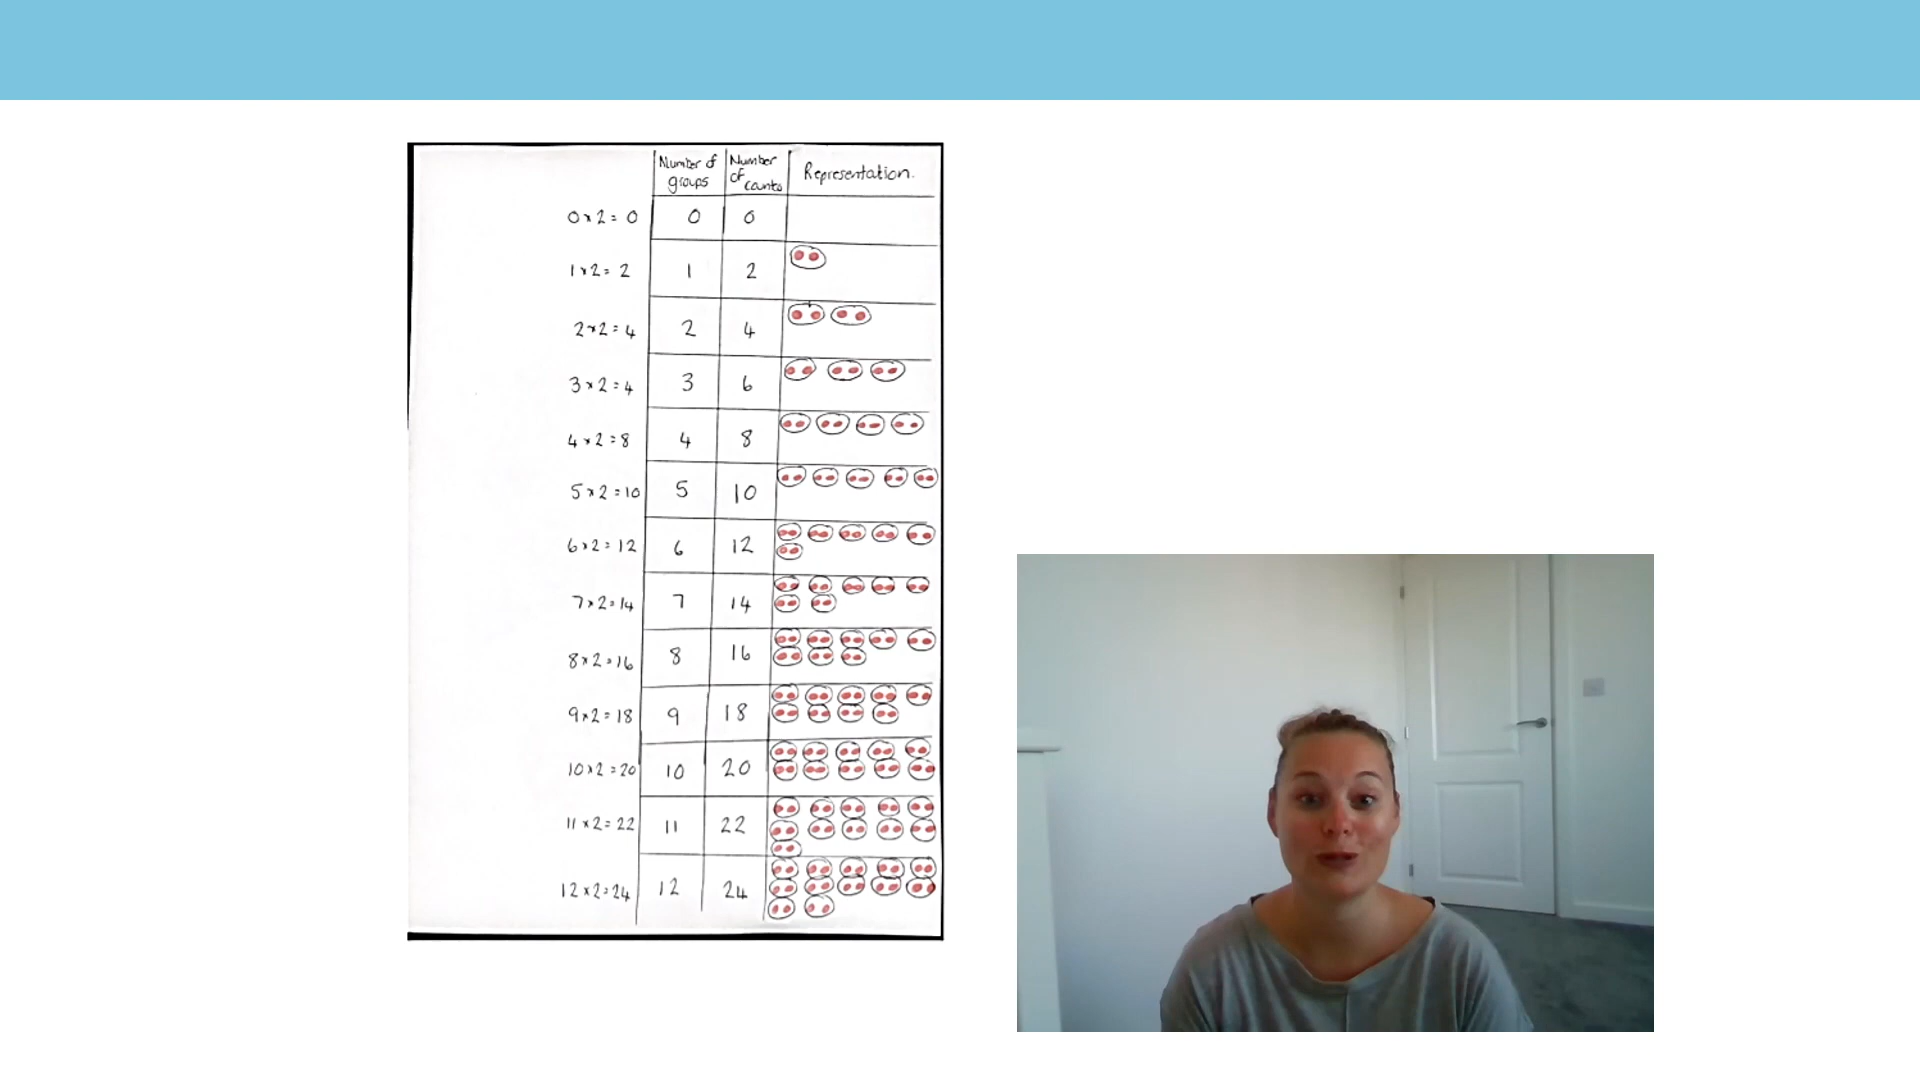 Number of groups Number of counts Representation.
0 x 2 = 0 0 0
1 x 2 = 2 1 2
2 x 2 = 4 2 4
3 x 2 = 4 3 6
4 x 2 = 8 4 8
5 x 2 = 10 5 10
6 x 2 = 12 6 12
7 x 2 = 14 7 14
8 x 2 = 16 8 16
9 x 2 = 18 9 18
10 x 2 = 20 10 20
11 x 2 = 22 11 22
12 x 2 = 24 12 24